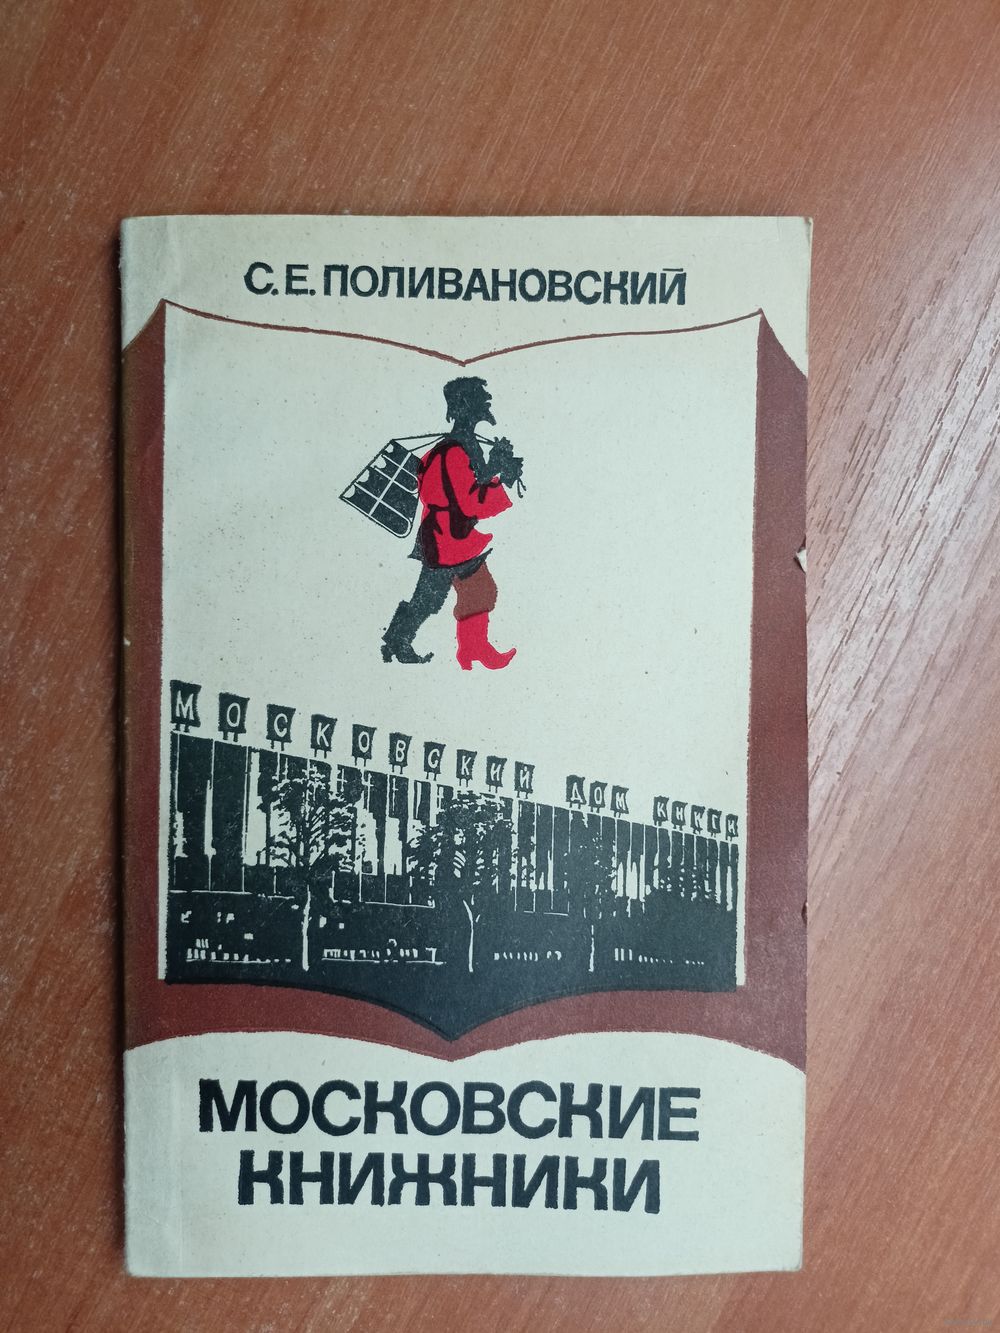 С. Е. ПОЛИВАНОВСКИЙ
МОСКОВСКИЙ ДОМ КНИГИ
МОСКОВСКИЕ
КНИЖНИКИ